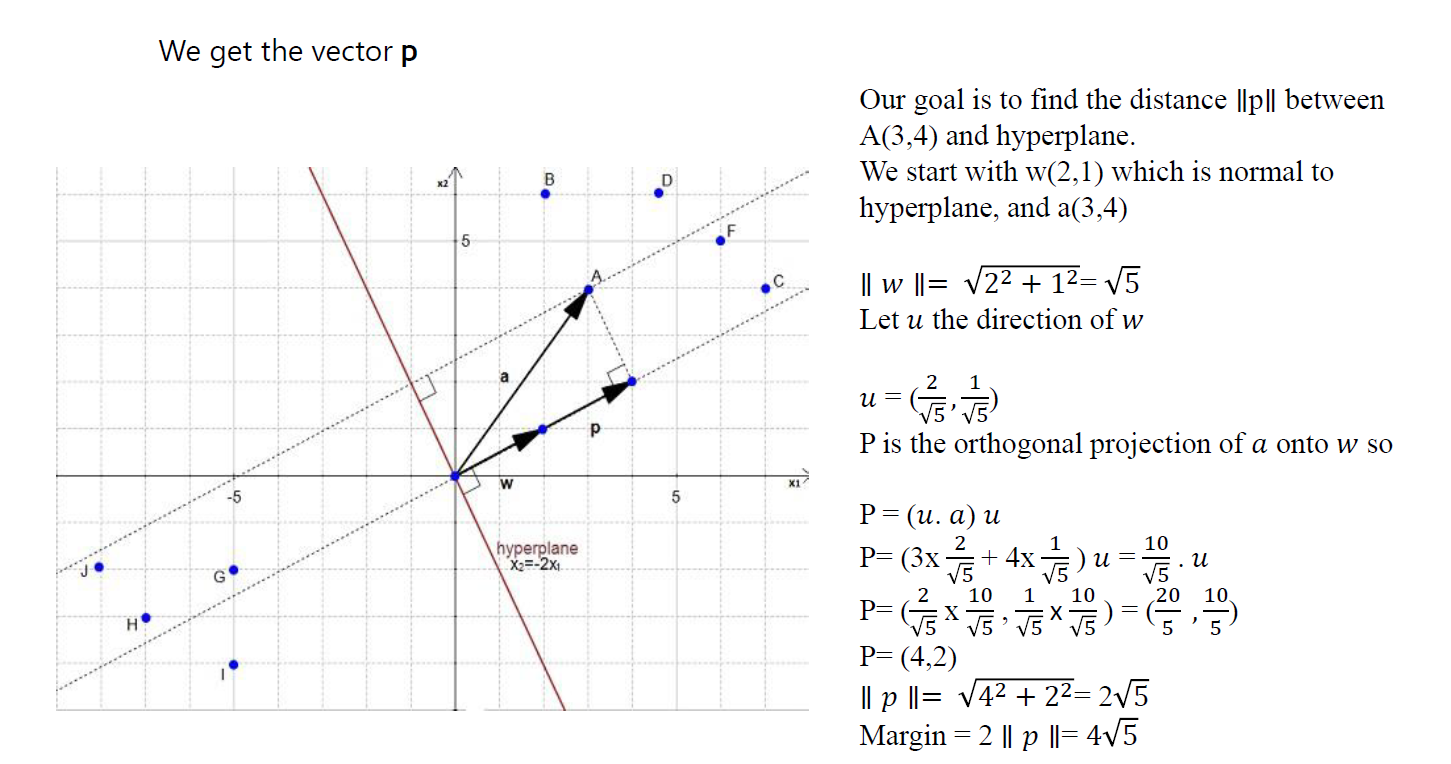 We get the vector p
Our goal is to find the distance ‖p‖ between
A(3,4) and hyperplane.
We start with w(2,1) which is normal to
hyperplane, and a(3,4)
‖ w ‖= √(2² + 1²)= √5
Let u the direction of w
u = (2/√5, 1/√5)
P is the orthogonal projection of a onto w so
P = (u. a) u
P= (3x 2/√5 + 4x 1/√5 ) u = 10/√5 . u
P= (2/√5 x 10/√5 , 1/√5 x 10/√5 ) = (20/5 , 10/5)
P= (4,2)
‖ p ‖= √(4² + 2²)= 2√5
Margin = 2 ‖ p ‖= 4√5
x2
B
D
5
F
A
C
a
p
w
x1
-5
5
hyperplane
x₂=-2x₁
J
G
H
I